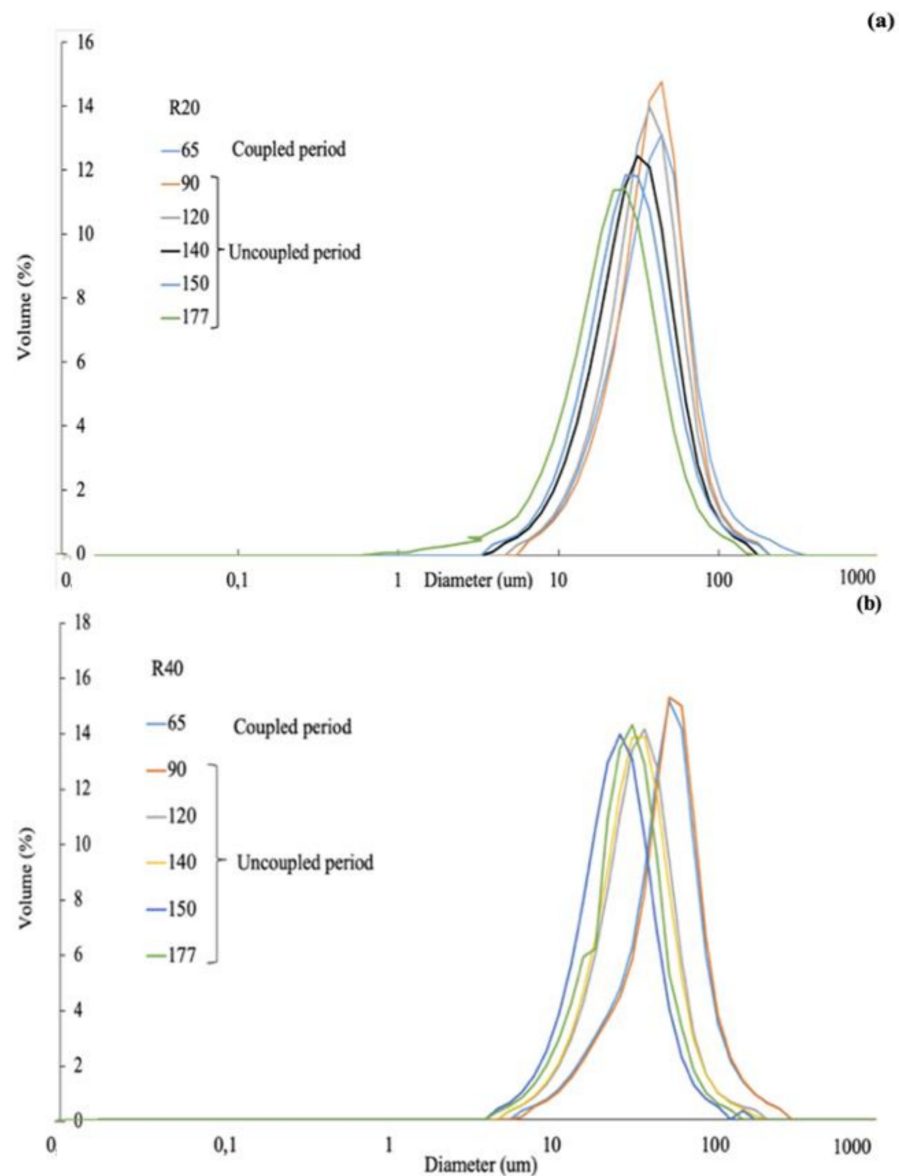 (a)
16
14
12
10
8
6
4
2
0
Volume (%)
R20
65 Coupled period
90
120
140 Uncoupled period
150
177
0. 0,1 1 Diameter (um) 10 100 1000
(b)
18
16
14
12
10
8
6
4
2
0
Volume (%)
R40
65 Coupled period
90
120
140 Uncoupled period
150
177
0 0,1 1 10 100 1000
Diameter (um)